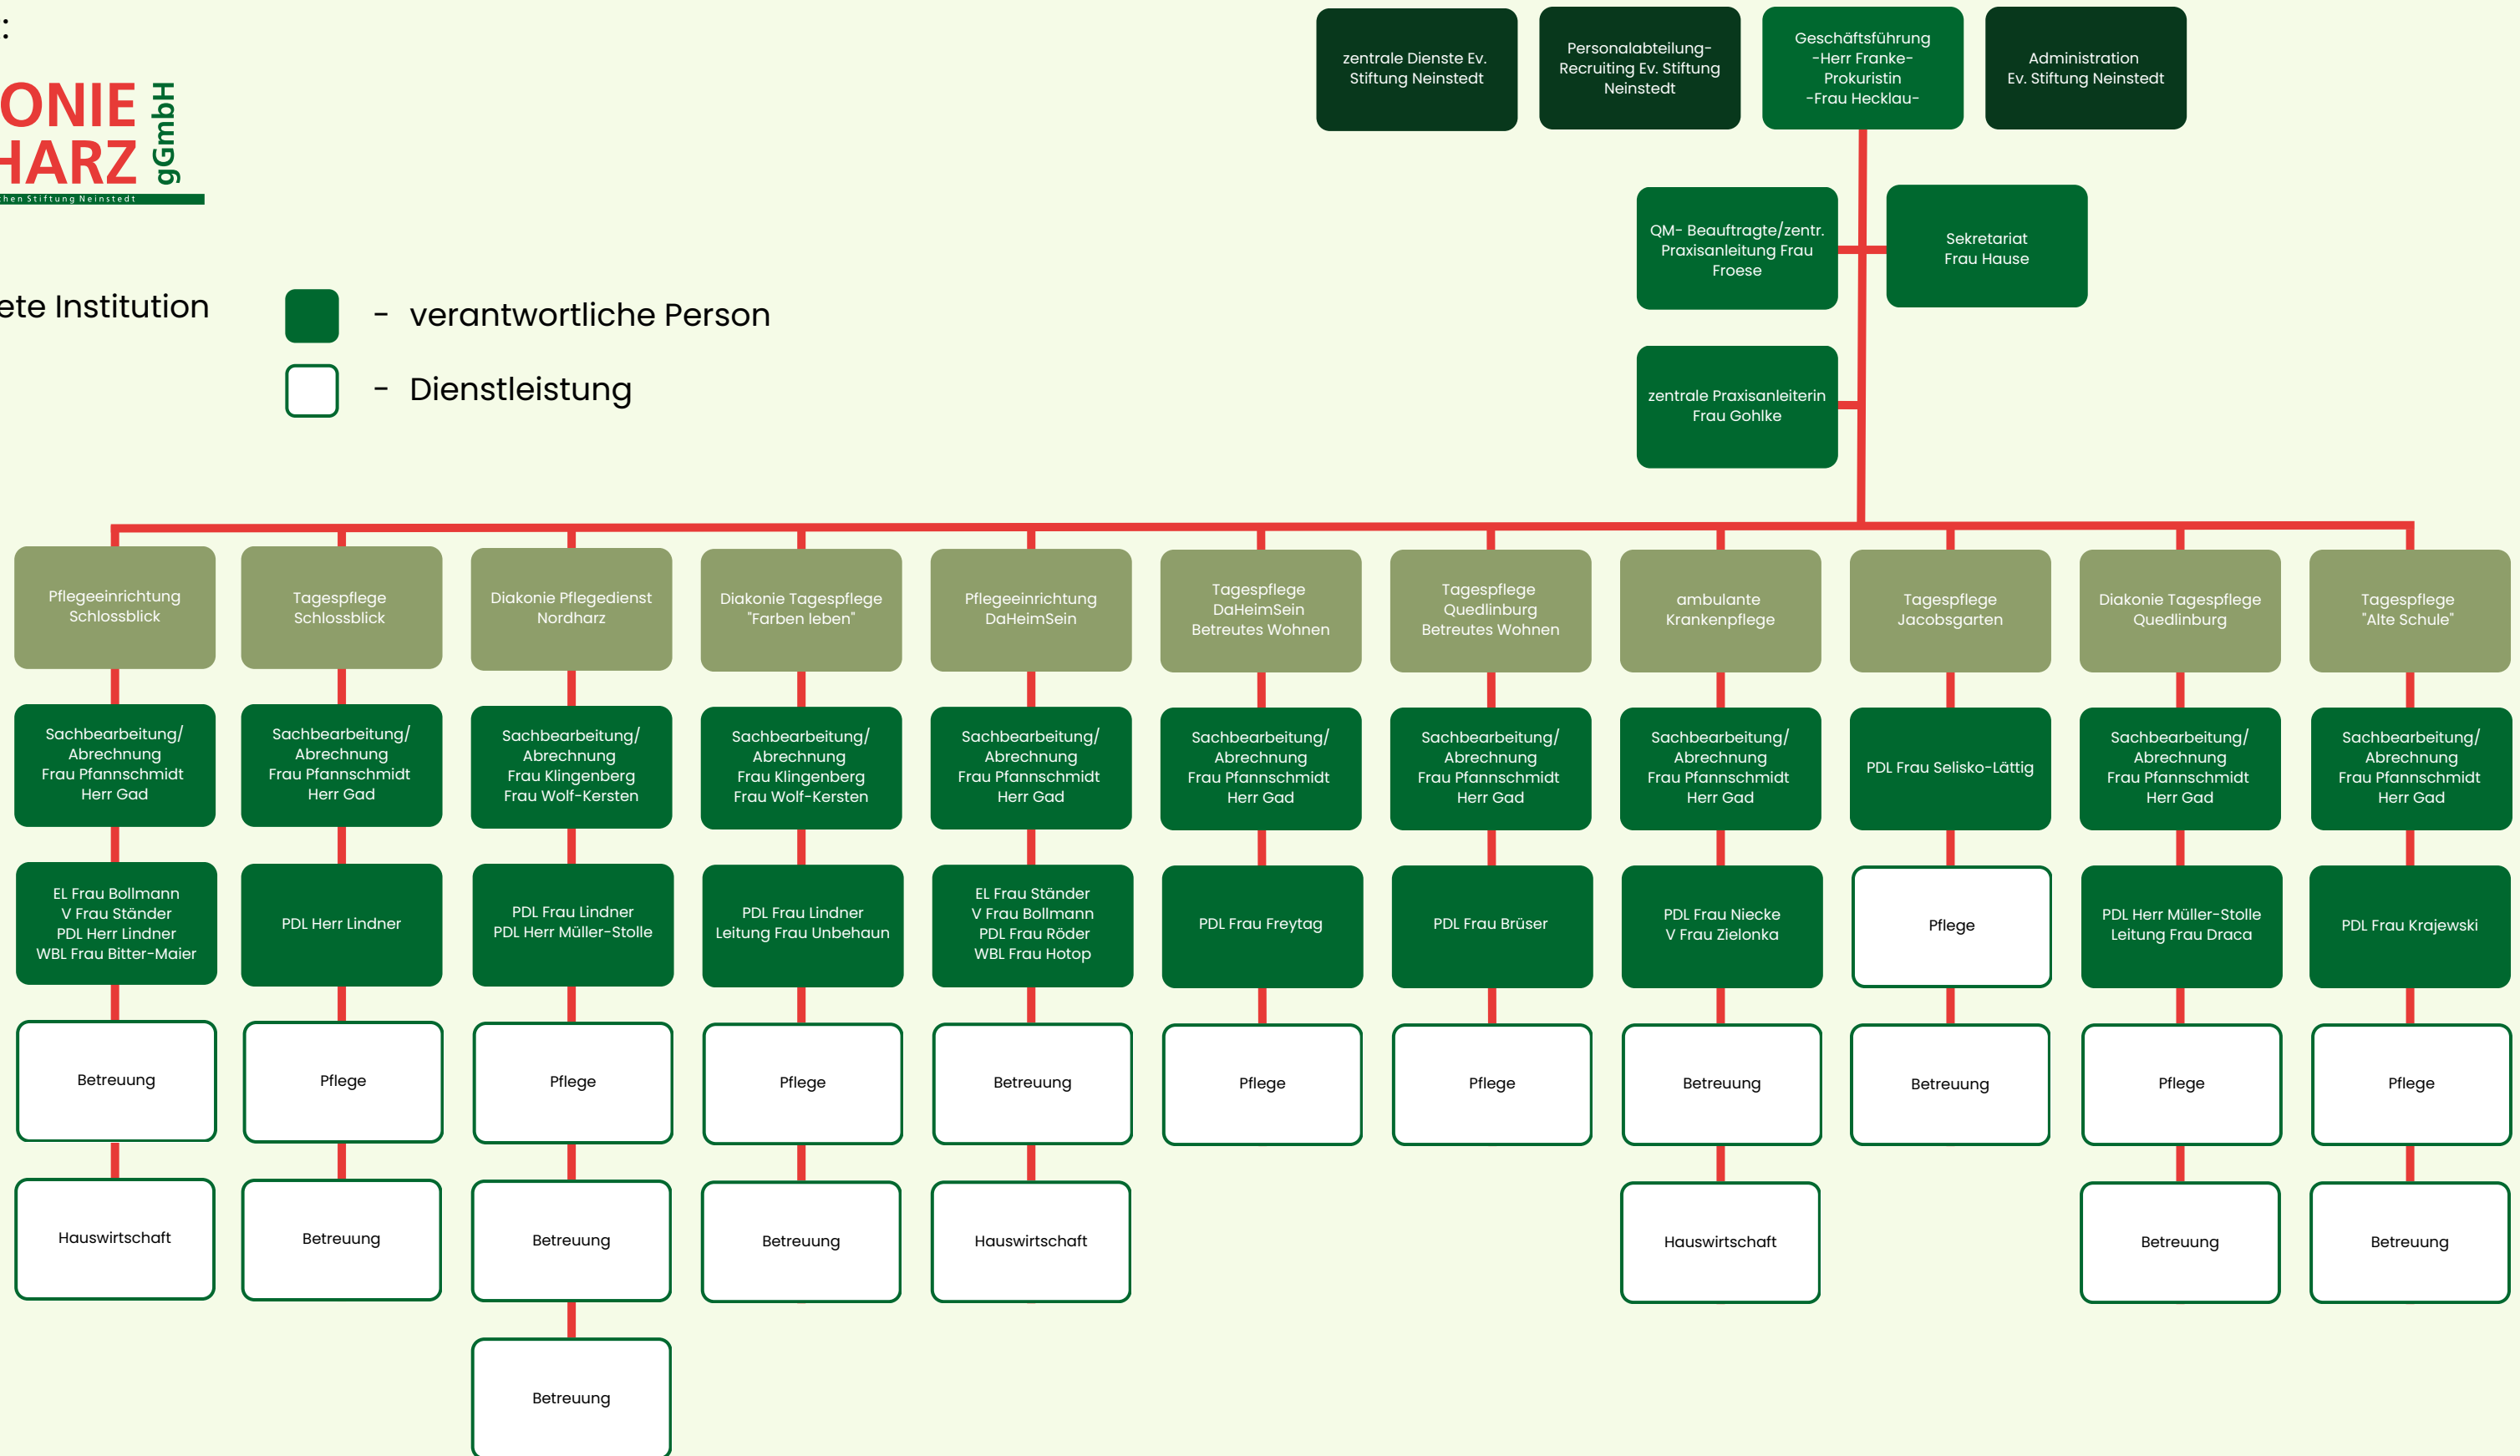 :
zentrale Dienste Ev.
Stiftung Neinstedt
Personalabteilung-
Recruiting Ev. Stiftung
Neinstedt
Geschäftsführung
-Herr Franke-
Prokuristin
-Frau Hecklau-
Administration
Ev. Stiftung Neinstedt
ONIE
HARZ
gGmbH
chen Stiftung Neinstedt
QM- Beauftragte/zentr.
Praxisanleitung Frau
Froese
Sekretariat
Frau Hause
ete Institution
- verantwortliche Person
- Dienstleistung
zentrale Praxisanleiterin
Frau Gohlke
Pflegeeinrichtung
Schlossblick
Tagespflege
Schlossblick
Diakonie Pflegedienst
Nordharz
Diakonie Tagespflege
"Farben leben"
Pflegeeinrichtung
DaHeimSein
Tagespflege
DaHeimSein
Betreutes Wohnen
Tagespflege
Quedlinburg
Betreutes Wohnen
ambulante
Krankenpflege
Tagespflege
Jacobsgarten
Diakonie Tagespflege
Quedlinburg
Tagespflege
"Alte Schule"
Sachbearbeitung/
Abrechnung
Frau Pfannschmidt
Herr Gad
Sachbearbeitung/
Abrechnung
Frau Pfannschmidt
Herr Gad
Sachbearbeitung/
Abrechnung
Frau Klingenberg
Frau Wolf-Kersten
Sachbearbeitung/
Abrechnung
Frau Klingenberg
Frau Wolf-Kersten
Sachbearbeitung/
Abrechnung
Frau Pfannschmidt
Herr Gad
Sachbearbeitung/
Abrechnung
Frau Pfannschmidt
Herr Gad
Sachbearbeitung/
Abrechnung
Frau Pfannschmidt
Herr Gad
Sachbearbeitung/
Abrechnung
Frau Pfannschmidt
Herr Gad
PDL Frau Selisko-Lättig
Sachbearbeitung/
Abrechnung
Frau Pfannschmidt
Herr Gad
Sachbearbeitung/
Abrechnung
Frau Pfannschmidt
Herr Gad
EL Frau Bollmann
V Frau Ständer
PDL Herr Lindner
WBL Frau Bitter-Maier
PDL Herr Lindner
PDL Frau Lindner
PDL Herr Müller-Stolle
PDL Frau Lindner
Leitung Frau Unbehaun
EL Frau Ständer
V Frau Bollmann
PDL Frau Röder
WBL Frau Hotop
PDL Frau Freytag
PDL Frau Brüser
PDL Frau Niecke
V Frau Zielonka
Pflege
PDL Herr Müller-Stolle
Leitung Frau Draca
PDL Frau Krajewski
Betreuung
Pflege
Pflege
Pflege
Betreuung
Pflege
Pflege
Betreuung
Betreuung
Pflege
Pflege
Hauswirtschaft
Betreuung
Betreuung
Betreuung
Hauswirtschaft
Hauswirtschaft
Betreuung
Betreuung
Betreuung